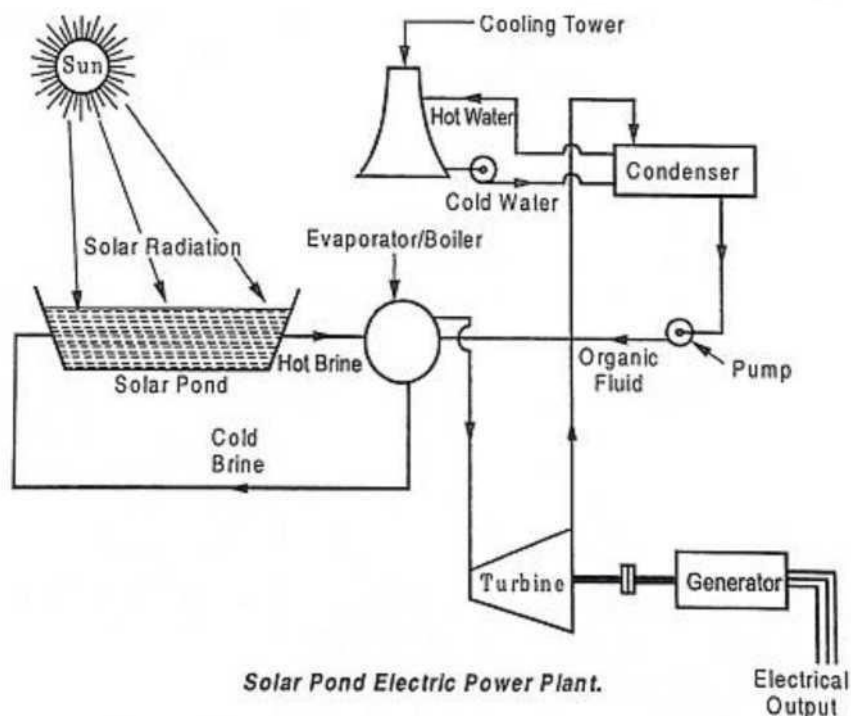 Cooling Tower
Sun
Hot Water
Condenser
Cold Water
Evaporator/Boiler
Solar Radiation
Hot Brine
Solar Pond
Organic
Fluid
Pump
Cold
Brine
Turbine
Generator
Solar Pond Electric Power Plant.
Electrical
Output